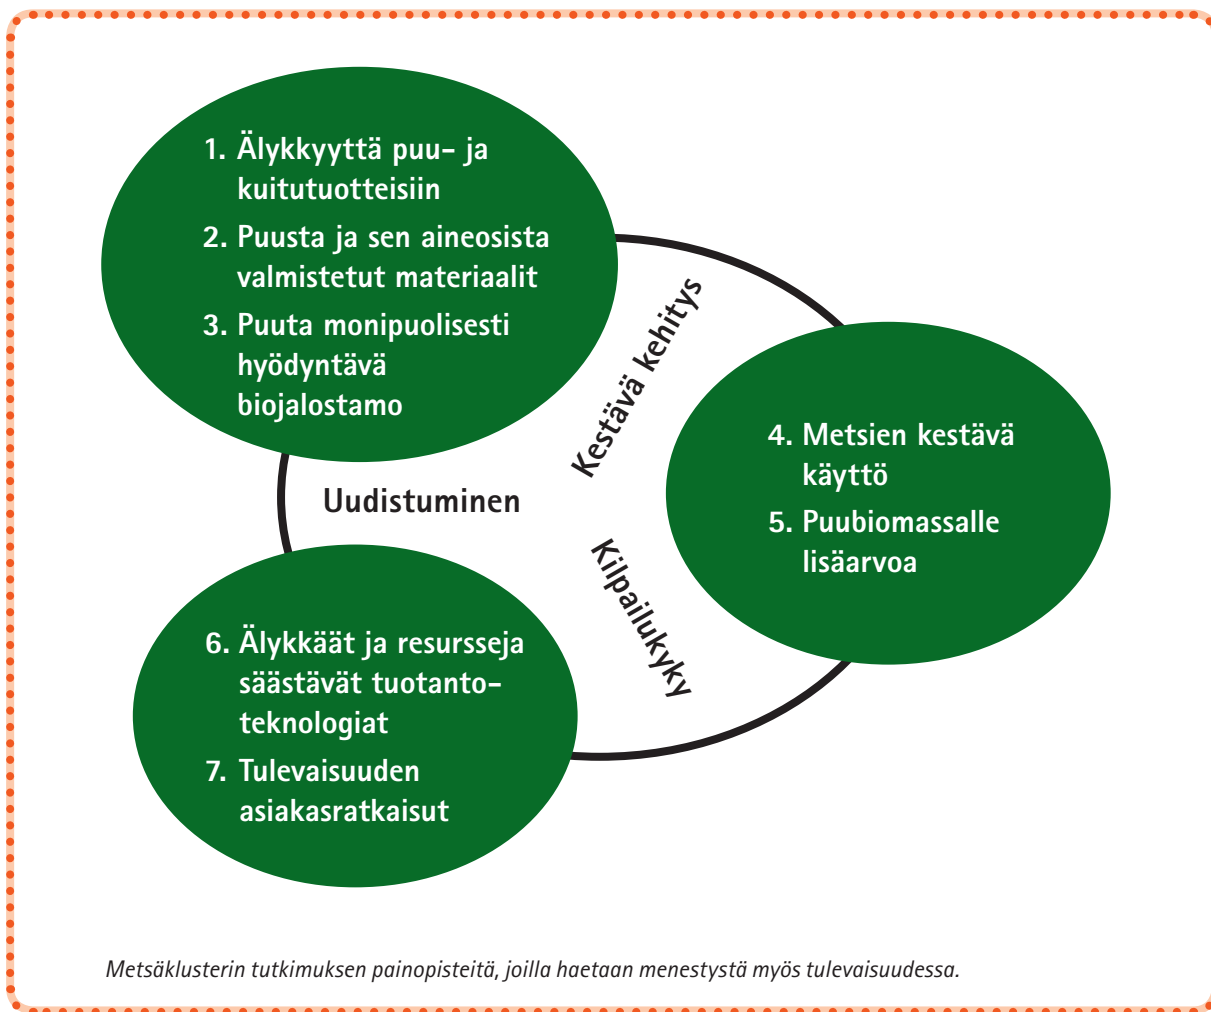 1. Älykkyyttä puu- ja
kuitutuotteisiin
2. Puusta ja sen aineosista
valmistetut materiaalit
3. Puuta monipuolisesti
hyödyntävä
biojalostamo
Kestävä kehitys
4. Metsien kestävä
käyttö
5. Puubiomassalle
lisäarvoa
Uudistuminen
Kilpailukyky
6. Älykkäät ja resursseja
säästävät tuotanto-
teknologiat
7. Tulevaisuuden
asiakasratkaisut
Metsäklusterin tutkimuksen painopisteitä, joilla haetaan menestystä myös tulevaisuudessa.